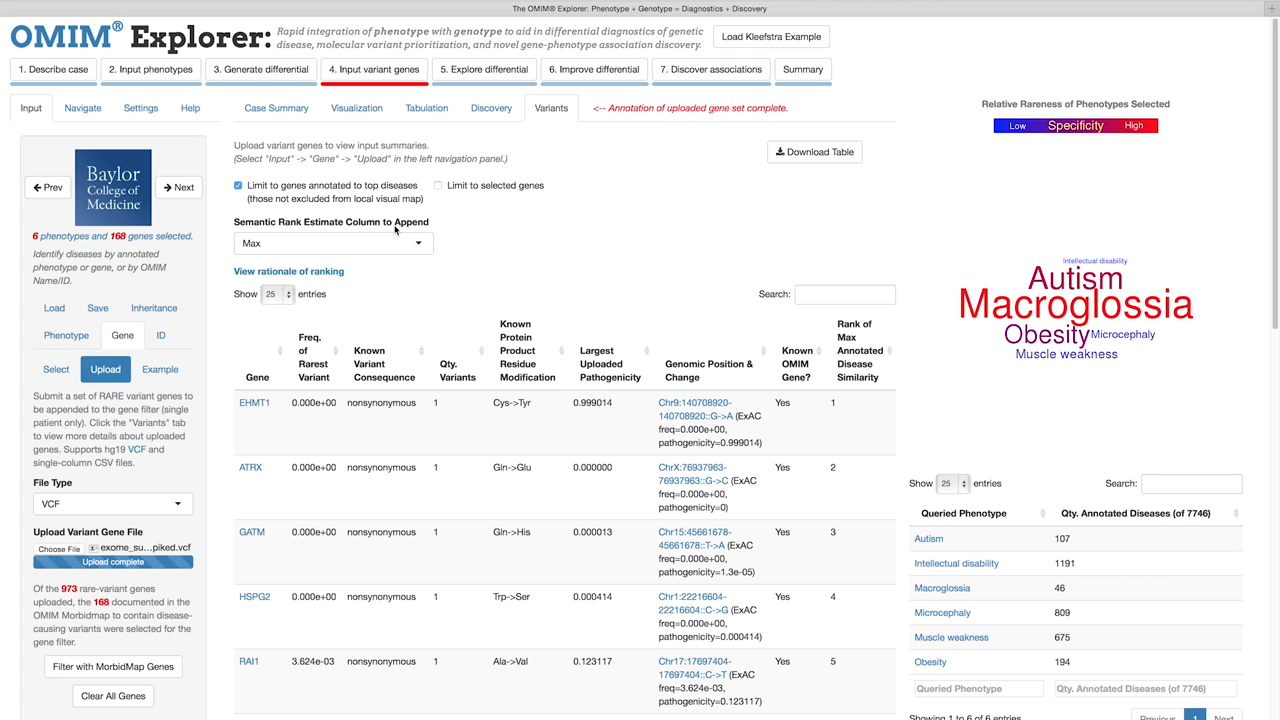 The OMIM® Explorer: Phenotype + Genotype = Diagnostics + Discovery
OMIM® Explorer:
Rapid integration of phenotype with genotype to aid in differential diagnostics of genetic
disease, molecular variant prioritization, and novel gene-phenotype association discovery.
Load Kleefstra Example
1. Describe case
2. Input phenotypes
3. Generate differential
4. Input variant genes
5. Explore differential
6. Improve differential
7. Discover associations
Summary
Input
Navigate
Settings
Help
Case Summary
Visualization
Tabulation
Discovery
Variants
<-- Annotation of uploaded gene set complete.
Prev
Baylor
College of
Medicine
Next
6 phenotypes and 168 genes selected.
Identify diseases by annotated
phenotype or gene, or by OMIM
Name/ID.
Load
Save
Inheritance
Phenotype
Gene
ID
Select
Upload
Example
Submit a set of RARE variant genes to
be appended to the gene filter (single
patient only). Click the "Variants" tab
to view more details about uploaded
genes. Supports hg19 VCF and
single-column CSV files.
File Type
VCF
Upload Variant Gene File
Choose File
exome_su...piked.vcf
Upload complete
Of the 973 rare-variant genes
uploaded, the 168 documented in the
OMIM Morbidmap to contain disease-
causing variants were selected for the
gene filter.
Filter with MorbidMap Genes
Clear All Genes
Upload variant genes to view input summaries.
(Select "Input" -> "Gene" -> "Upload" in the left navigation panel.)
Download Table
Limit to genes annotated to top diseases
(those not excluded from local visual map)
Limit to selected genes
Semantic Rank Estimate Column to Append
Max
View rationale of ranking
Show 25 entries
Search:
Gene
Freq.
of
Rarest
Variant
Known
Variant
Consequence
Qty.
Variants
Known
Protein
Product
Residue
Modification
Largest
Uploaded
Pathogenicity
Genomic Position &
Change
Known
OMIM
Gene?
Rank of
Max
Annotated
Disease
Similarity
EHMT1
0.000e+00
nonsynonymous
1
Cys->Tyr
0.999014
Chr9:140708920-
140708920::G->A (ExAC
freq=0.000e+00,
pathogenicity=0.999014)
Yes
1
ATRX
0.000e+00
nonsynonymous
1
Gln->Glu
0.000000
ChrX:76937963-
76937963::G->C (ExAC
freq=0.000e+00,
pathogenicity=0)
Yes
2
GATM
0.000e+00
nonsynonymous
1
Gln->His
0.000013
Chr15:45661678-
45661678::T->A (ExAC
freq=0.000e+00,
pathogenicity=1.3e-05)
Yes
3
HSPG2
0.000e+00
nonsynonymous
1
Trp->Ser
0.000414
Chr1:22216604-
22216604::C->G (ExAC
freq=0.000e+00,
pathogenicity=0.000414)
Yes
4
RAI1
3.624e-03
nonsynonymous
1
Ala->Val
0.123117
Chr17:17697404-
17697404::C->T (ExAC
freq=3.624e-03,
pathogenicity=0.123117)
Yes
5
Relative Rareness of Phenotypes Selected
Low
Specificity
High
Intellectual disability
Autism
Macroglossia
Obesity
Microcephaly
Muscle weakness
Show 25 entries
Search:
Queried Phenotype
Qty. Annotated Diseases (of 7746)
Autism
107
Intellectual disability
1191
Macroglossia
46
Microcephaly
809
Muscle weakness
675
Obesity
194
Queried Phenotype
Qty. Annotated Diseases (of 7746)
Showing 1 to 6 of 6 entries
Previous
1
Next